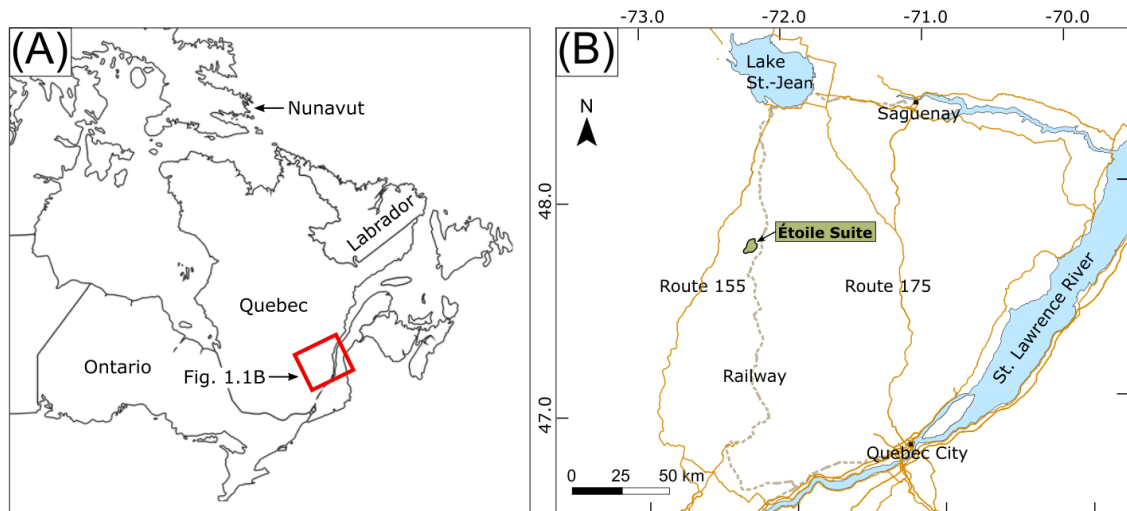 (A)
Nunavut
Labrador
Quebec
Ontario
Fig. 1.1B
(B)
-73.0
-72.0
-71.0
-70.0
Lake
St.-Jean
N
Saguenay
48.0
Étoile Suite
Route 155
Route 175
St. Lawrence River
Railway
47.0
Quebec City
0 25 50 km